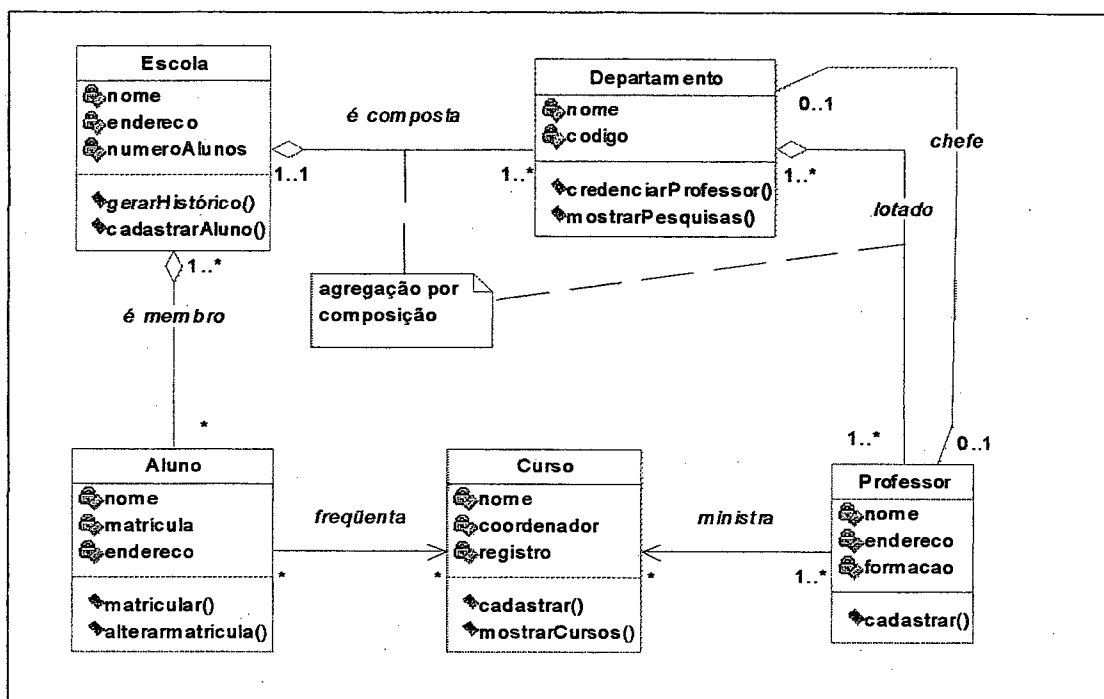 Escola
nome
endereco
numeroAlunos
gerarHistórico()
cadastrarAluno()
é composta
1..1
1..*
Departamento
nome
codigo
credenciarProfessor()
mostrarPesquisas()
0..1
chefe
1..*
lotado
agregação por
composição
1..*
é membro
*
1..*
0..1
Aluno
nome
matrícula
endereco
matricular()
alterarmatrícula()
freqüenta
*
*
Curso
nome
coordenador
registro
cadastrar()
mostrarCursos()
ministra
*
1..*
Professor
nome
endereco
formacao
cadastrar()